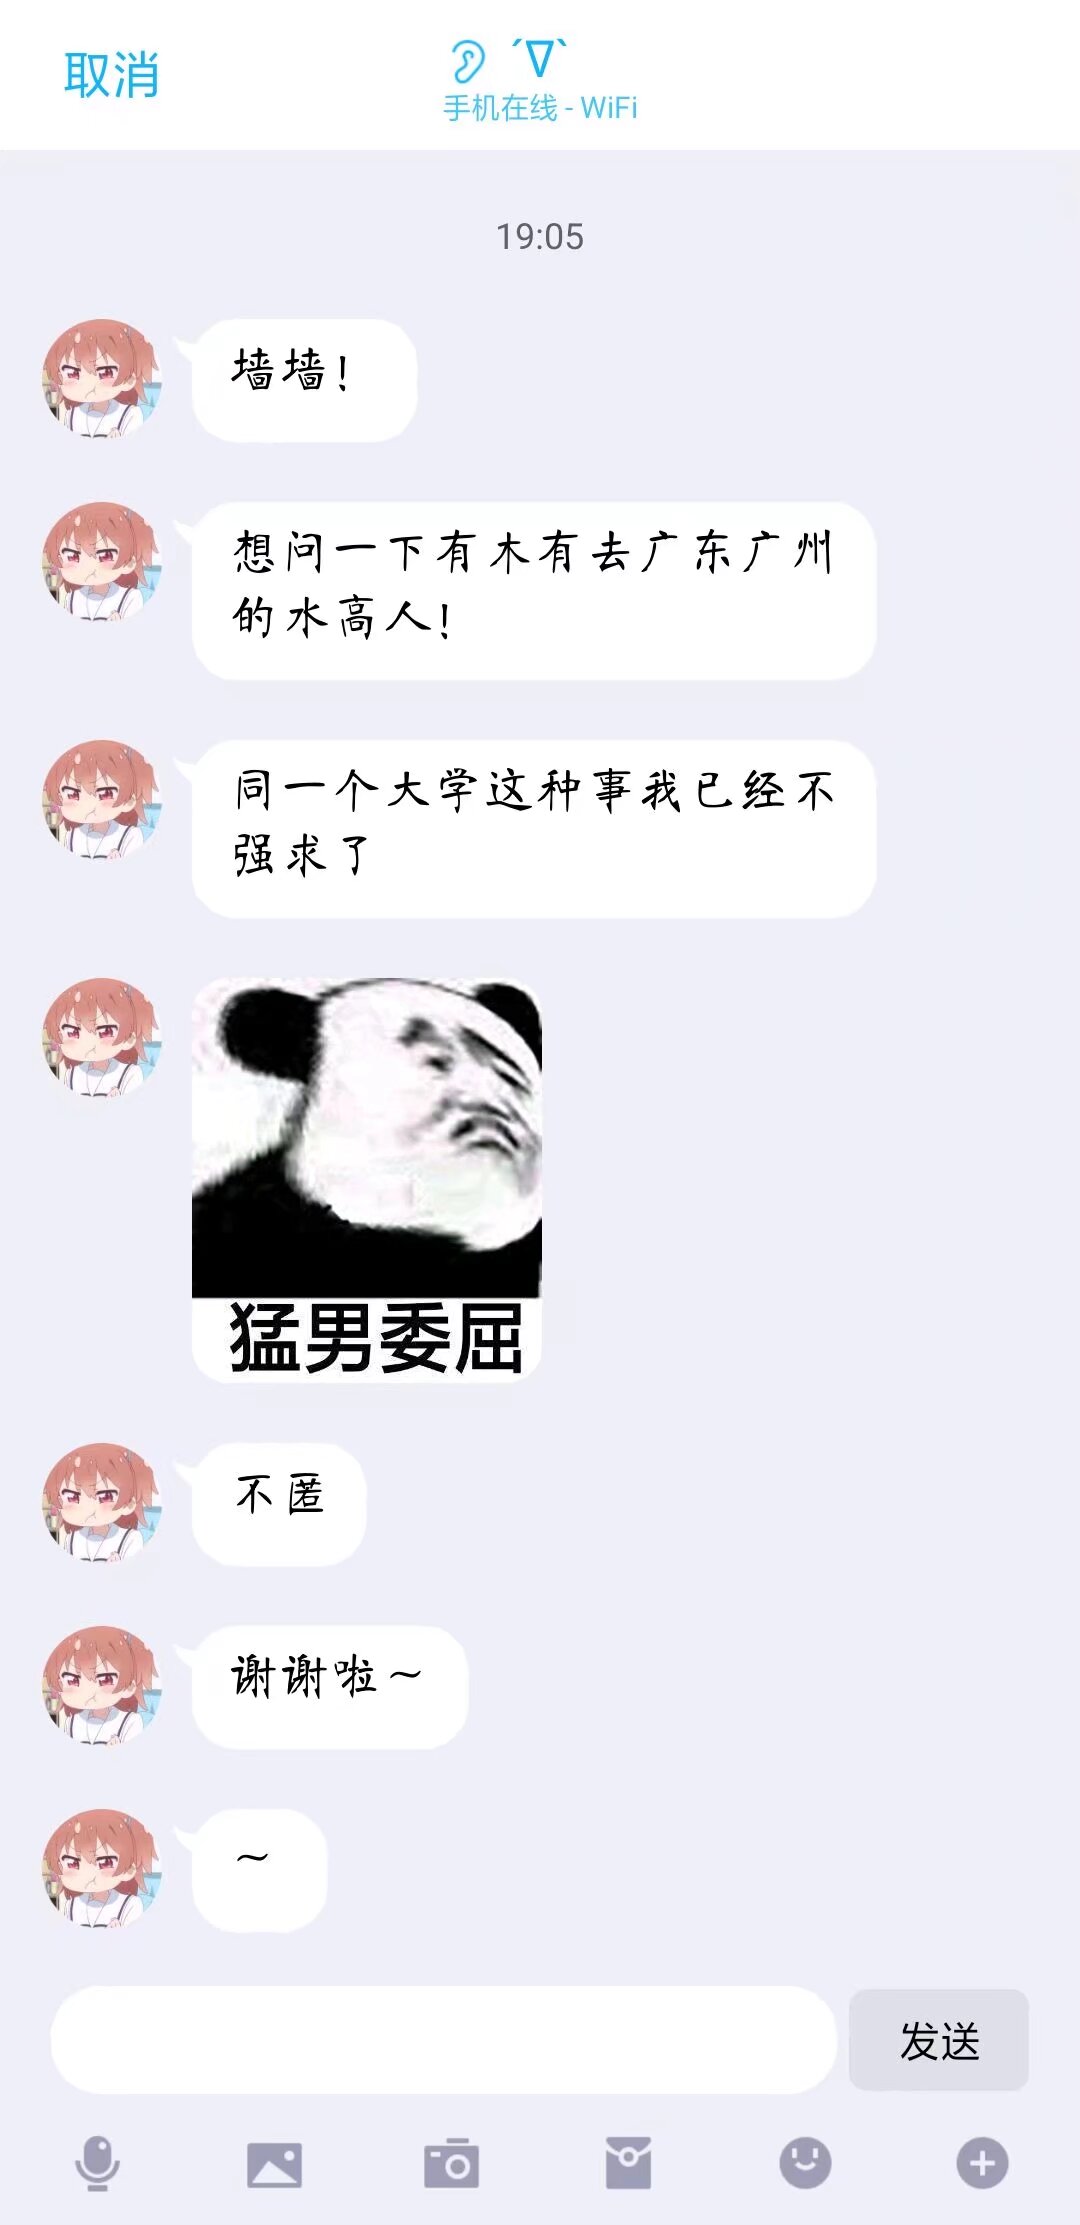 取消
´∇`
手机在线 - WiFi
19:05
墙墙!
想问一下有木有去广东广州
的水高人!
同一个大学这种事我已经不
强求了
猛男委屈
不匿
谢谢啦~
~
发送